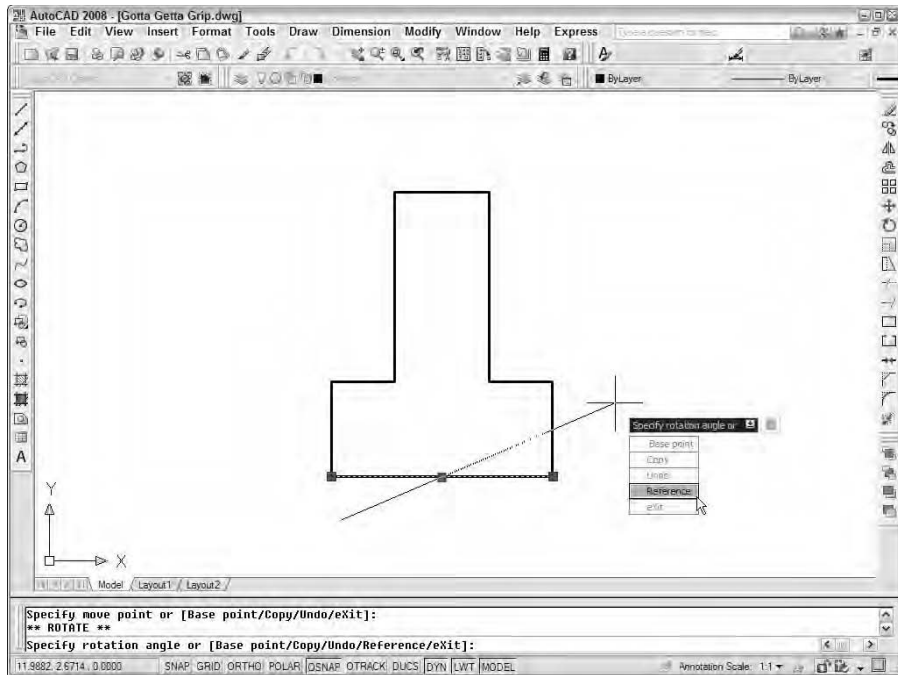 AutoCAD 2008 - [Gotta Getta Grip.dwg]
File Edit View Insert Format Tools Draw Dimension Modify Window Help Express
ByLayer ByLayer
Specify rotation angle or
Base point
Copy
Undo
Reference
eXit
Y
X
Model Layout1 Layout2
Specify move point or [Base point/Copy/Undo/eXit]:
** ROTATE **
Specify rotation angle or [Base point/Copy/Undo/Reference/eXit]:
11.9882, 2.6714, 0.0000 SNAP GRID ORTHO POLAR OSNAP OTRACK DUCS DYN LWT MODEL Annotation Scale: 1:1